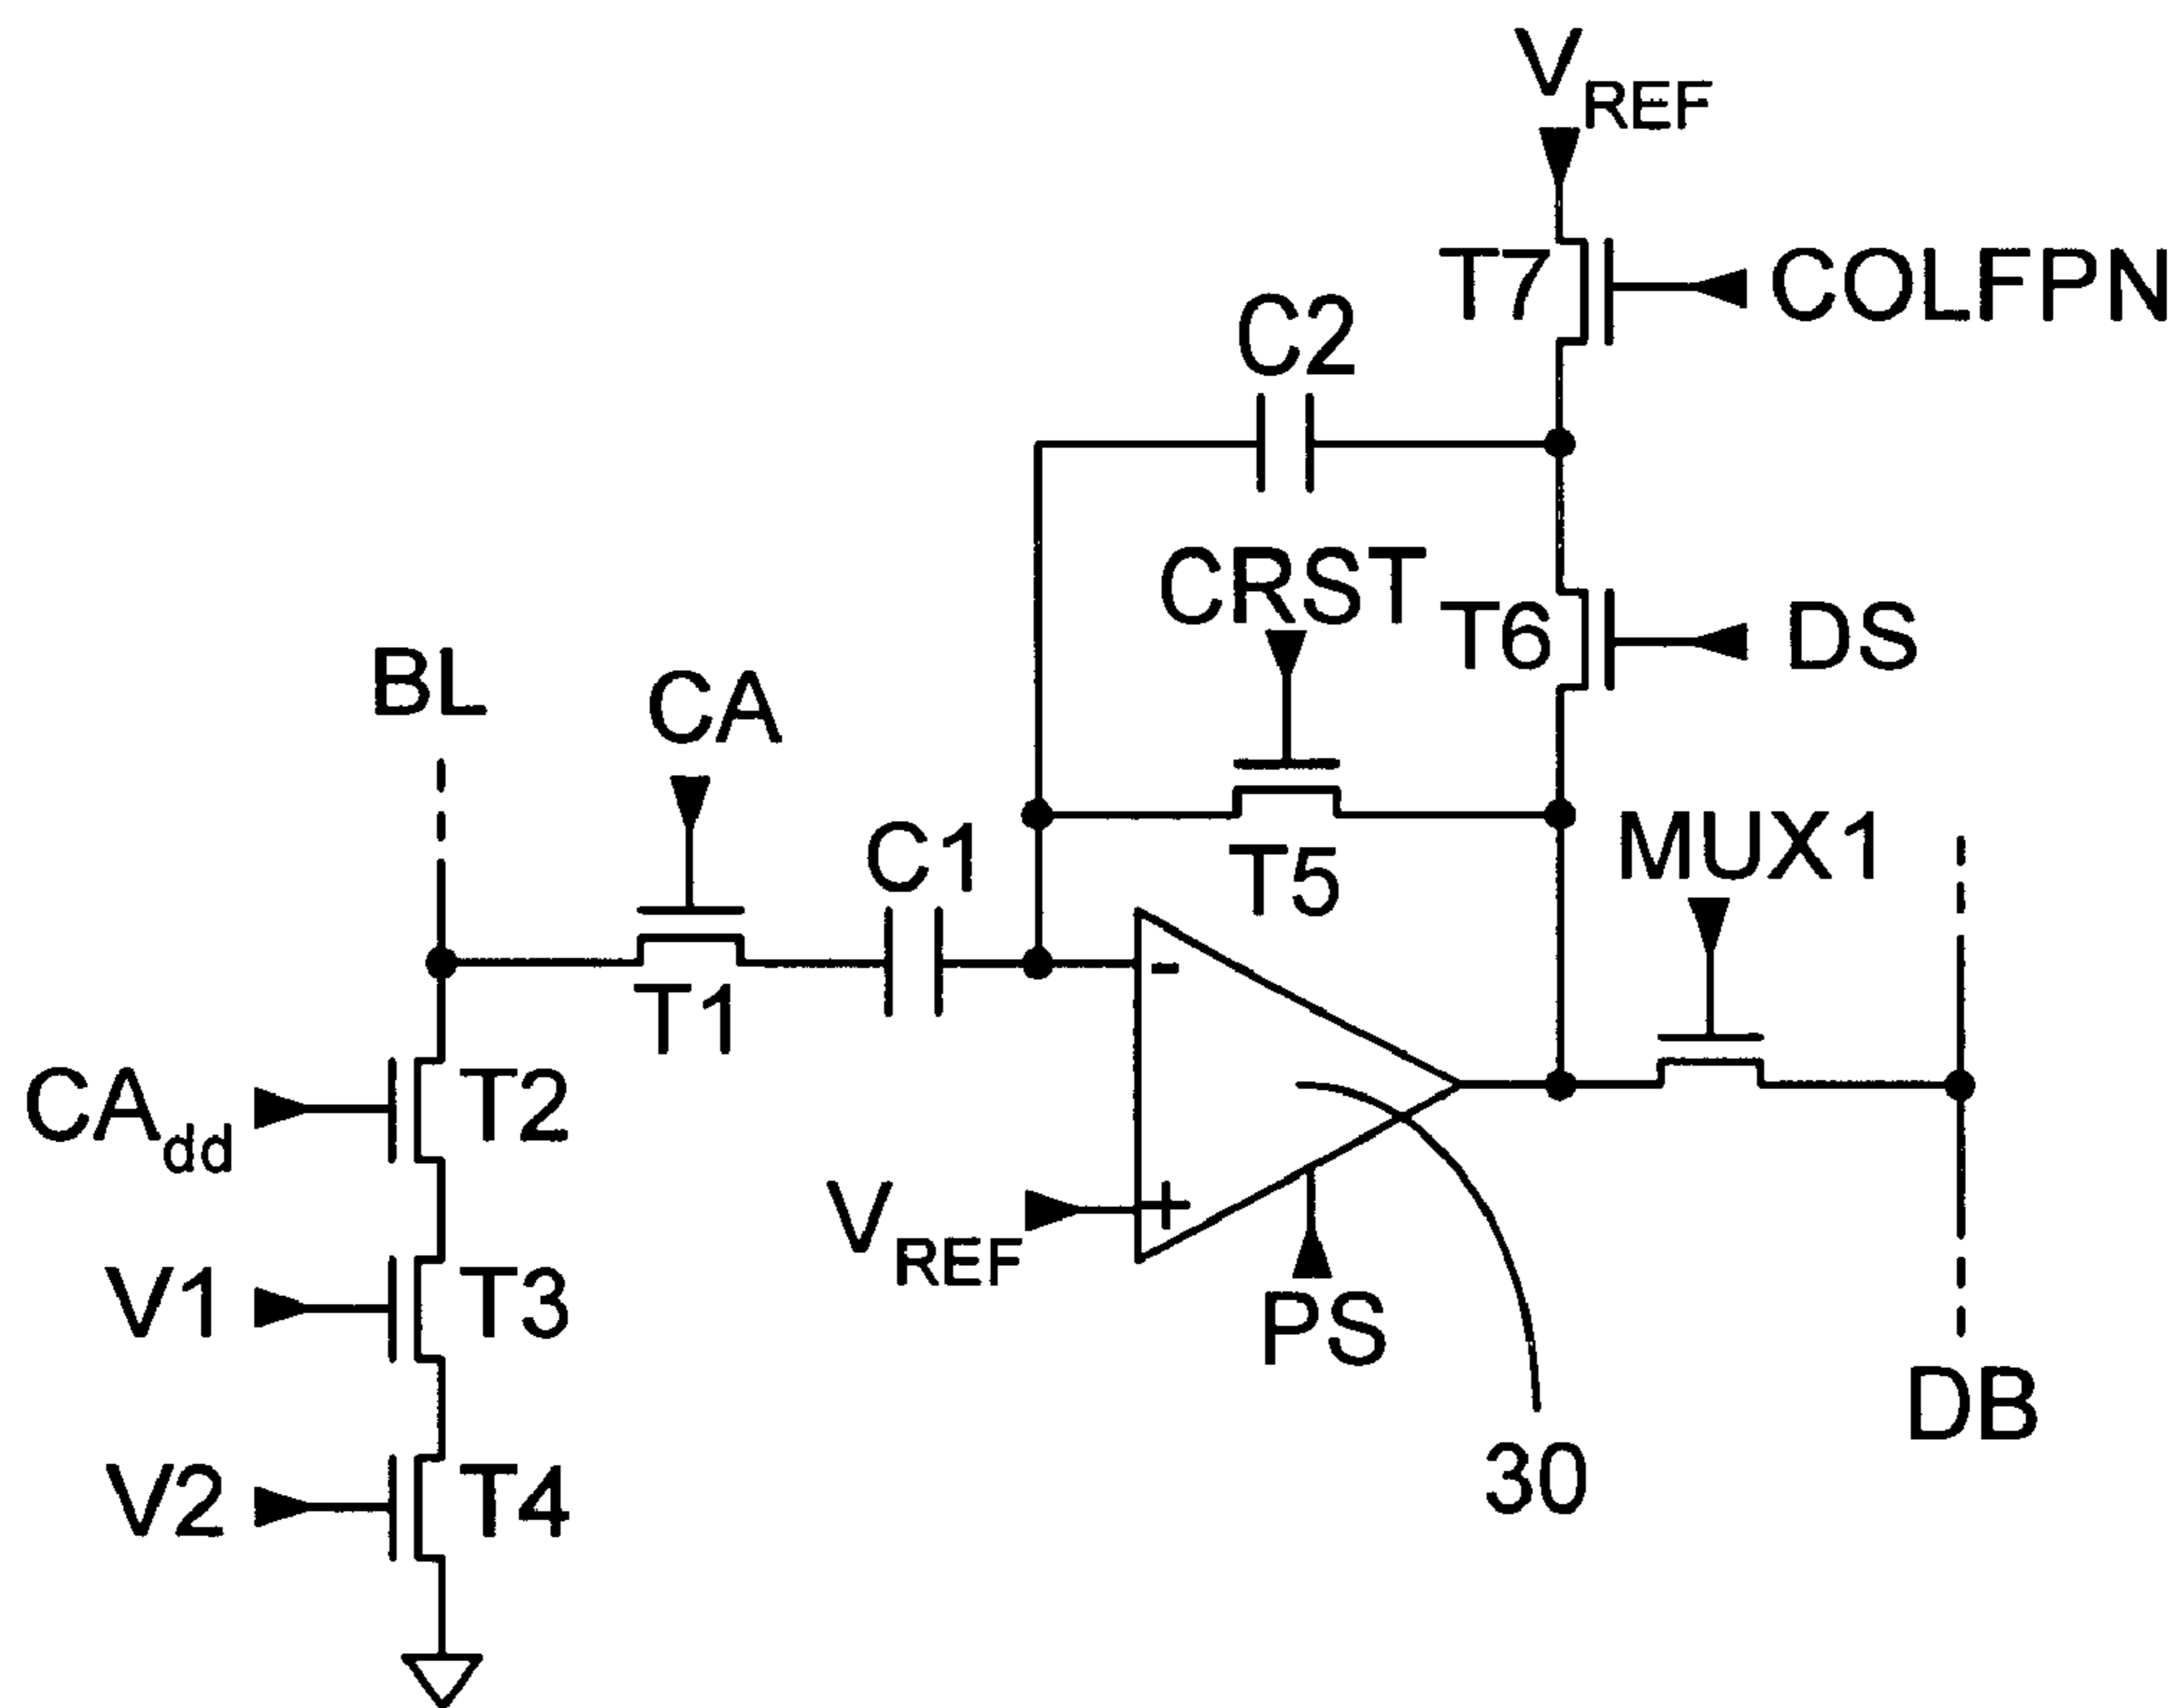 VREF
T7
COLFPN
C2
CRST
T6
DS
BL
CA
C1
T5
MUX1
T1
-
CAdd
T2
VREF
+
V1
T3
PS
DB
V2
T4
30